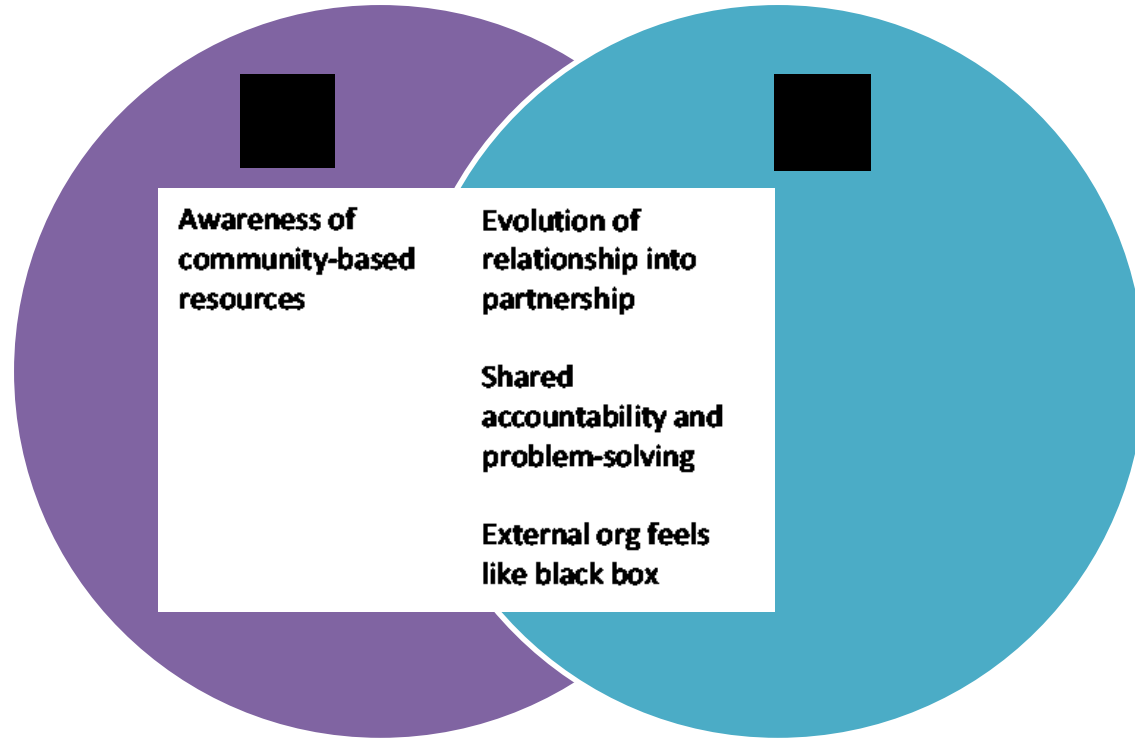 Awareness of
community-based
resources
Evolution of
relationship into
partnership
Shared
accountability and
problem-solving
External org feels
like black box